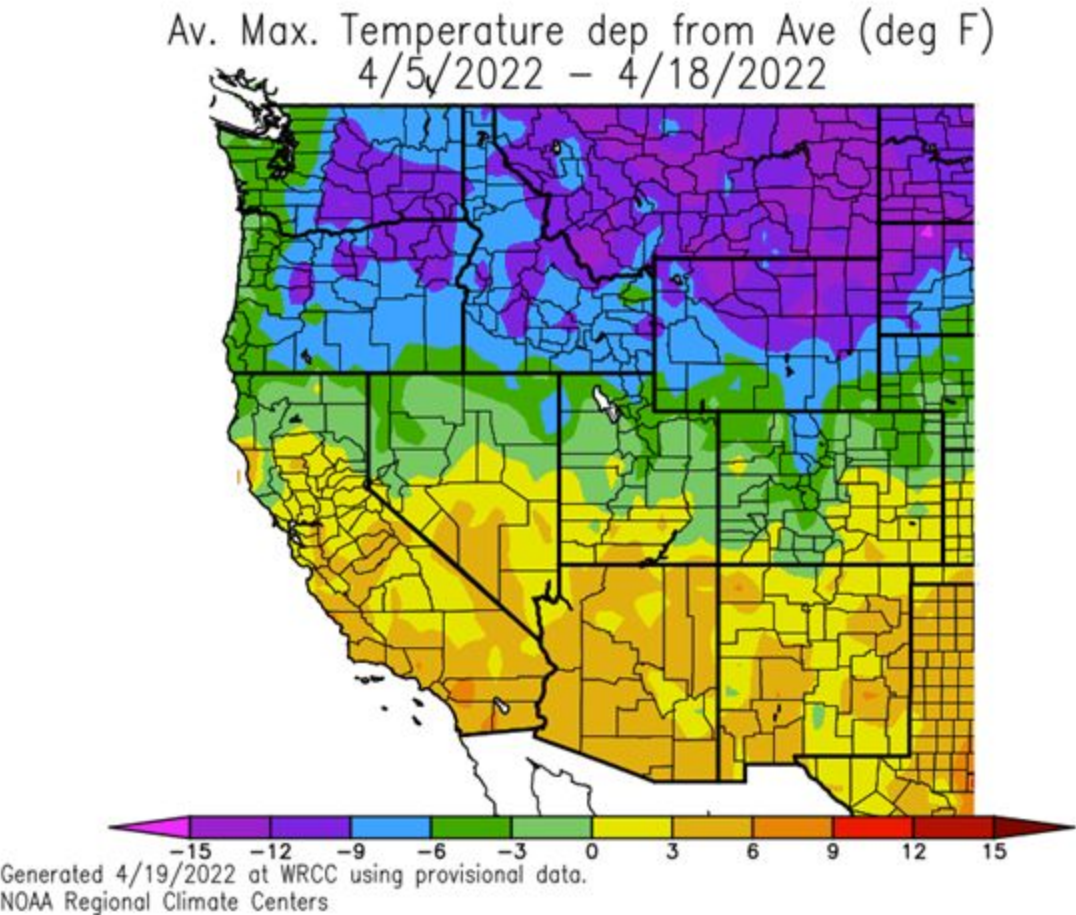 Av. Max. Temperature dep from Ave (deg F)
4/5/2022 – 4/18/2022
−15 −12 −9 −6 −3 0 3 6 9 12 15
Generated 4/19/2022 at WRCC using provisional data.
NOAA Regional Climate Centers